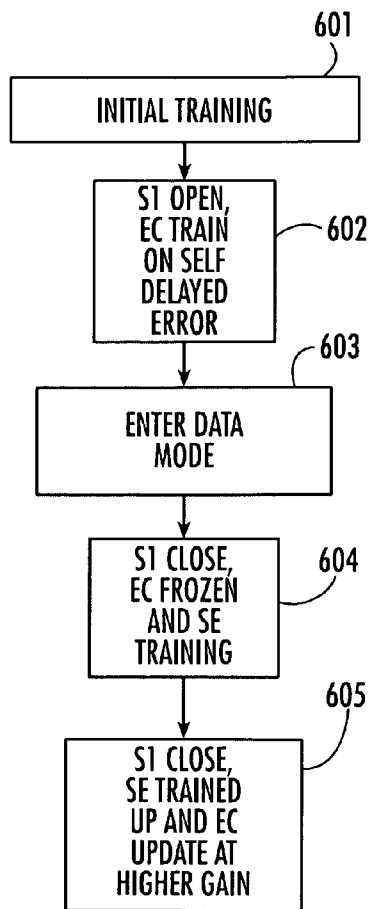 601
INITIAL TRAINING
S1 OPEN,
EC TRAIN
ON SELF
DELAYED
ERROR
602
603
ENTER DATA
MODE
S1 CLOSE,
EC FROZEN
AND SE
TRAINING
604
605
S1 CLOSE,
SE TRAINED
UP AND EC
UPDATE AT
HIGHER GAIN